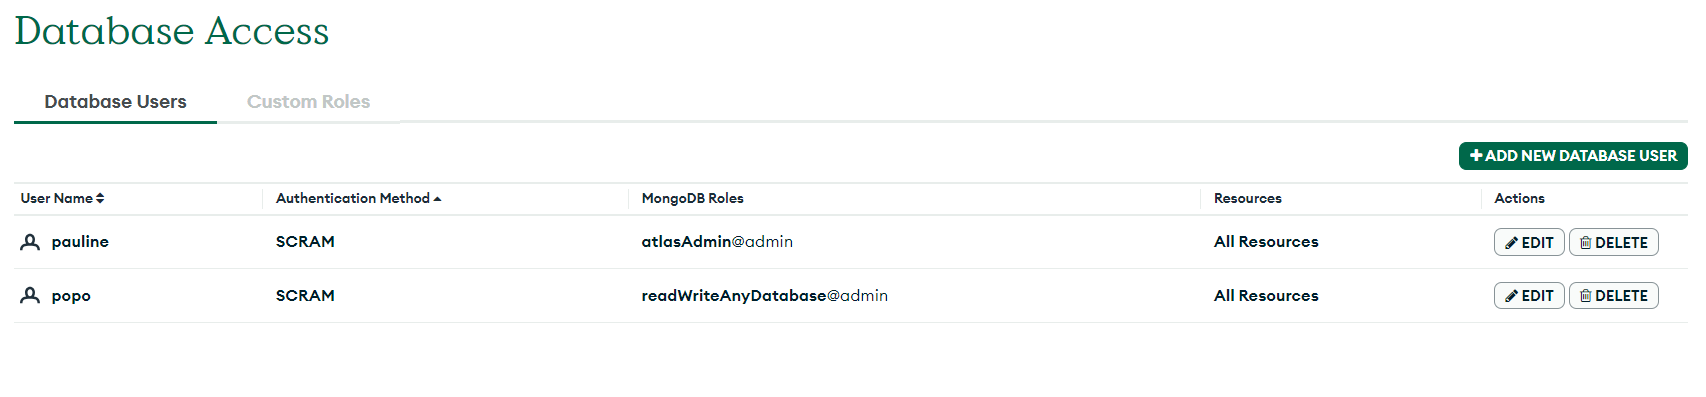 Database Access
Database Users Custom Roles
ADD NEW DATABASE USER
User Name Authentication Method MongoDB Roles Resources Actions
pauline SCRAM atlasAdmin@admin All Resources EDIT DELETE
popo SCRAM readWriteAnyDatabase@admin All Resources EDIT DELETE